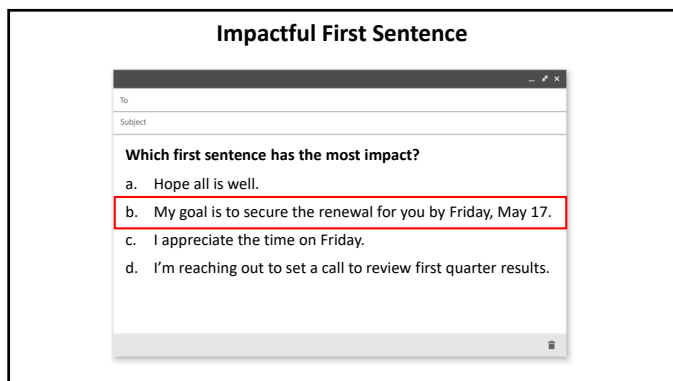 Impactful First Sentence
To
Subject
Which first sentence has the most impact?
a. Hope all is well.
b. My goal is to secure the renewal for you by Friday, May 17.
c. I appreciate the time on Friday.
d. I'm reaching out to set a call to review first quarter results.